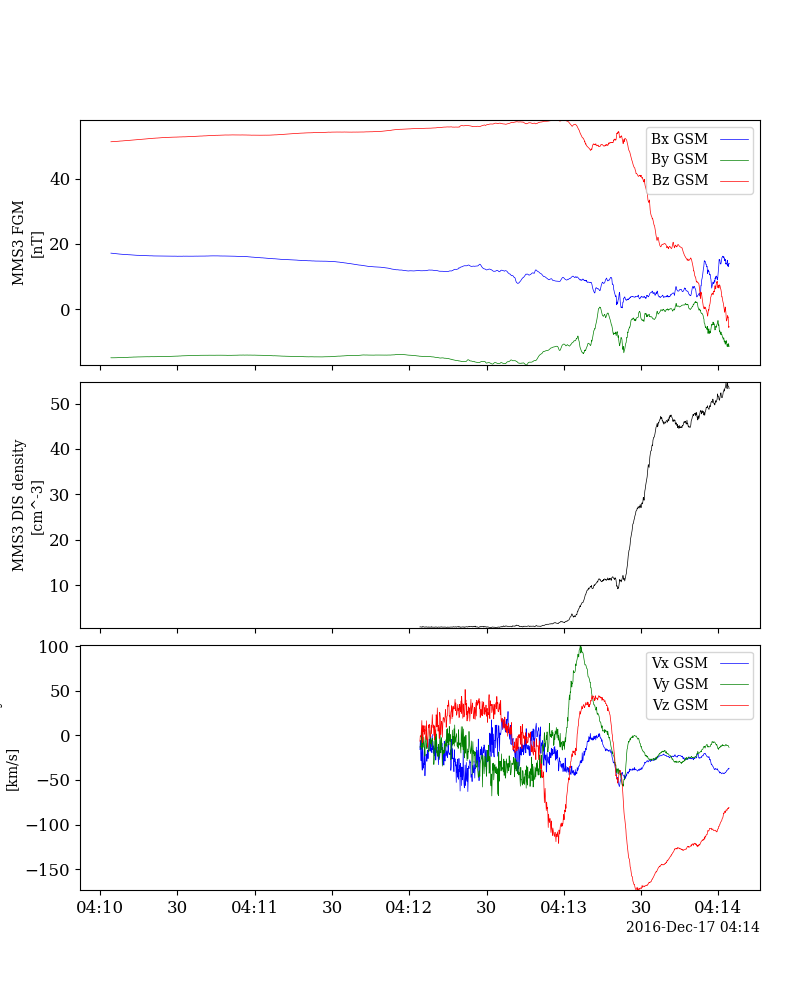 MMS3 FGM
[nT]
40
20
0
Bx GSM
By GSM
Bz GSM
MMS3 DIS density
[cm^-3]
50
40
30
20
10
[km/s]
100
50
0
−50
−100
−150
Vx GSM
Vy GSM
Vz GSM
04:10 30 04:11 30 04:12 30 04:13 30 04:14
2016-Dec-17 04:14